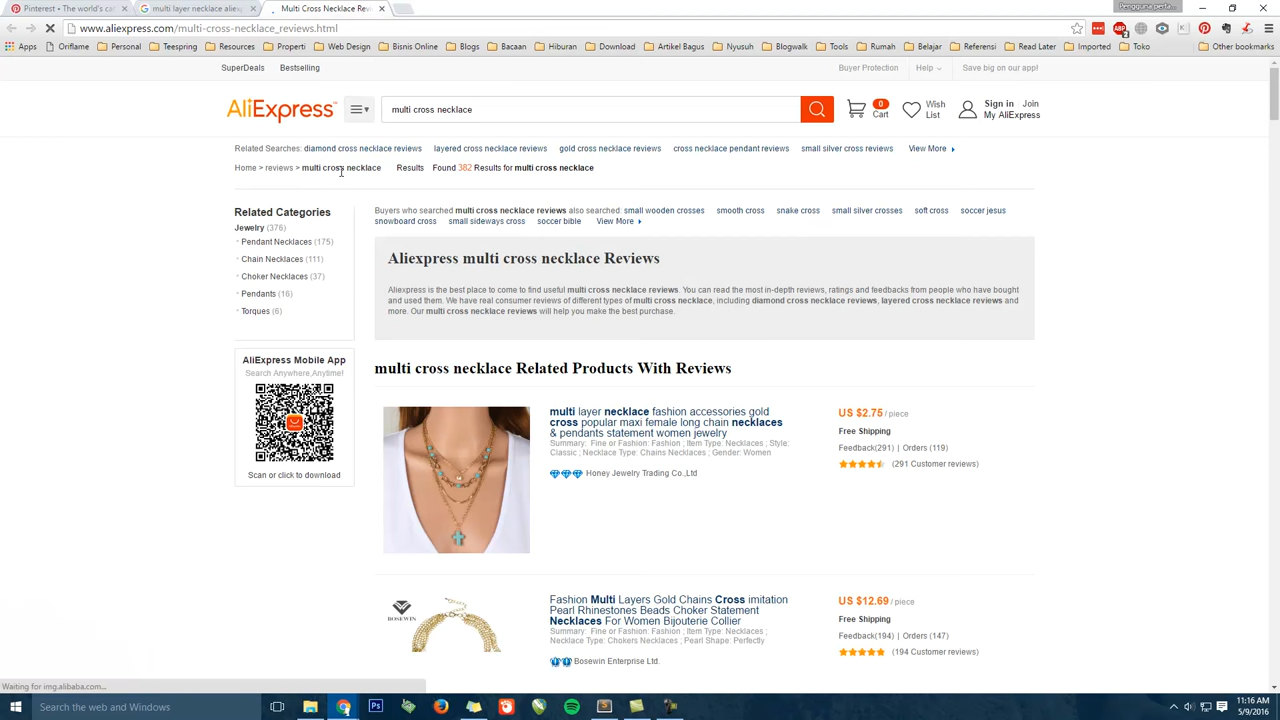 Pinterest • The world's cat
multi layer necklace aliex
Multi Cross Necklace Rev
Pengguna perta...
www.aliexpress.com/multi-cross-necklace_reviews.html
Apps Oriflame Personal Teespring Resources Properti Web Design Bisnis Online Blogs Bacaan Hiburan Download Artikel Bagus Nyusuh Blogwalk Tools Rumah Belajar Referensi Read Later Imported Toko Other bookmarks
SuperDeals Bestselling Buyer Protection Help Save big on our app!
AliExpress™ multi cross necklace 0 Cart Wish List Sign in Join My AliExpress
Related Searches: diamond cross necklace reviews layered cross necklace reviews gold cross necklace reviews cross necklace pendant reviews small silver cross reviews View More
Home > reviews > multi cross necklace Results Found 382 Results for multi cross necklace
Related Categories
Jewelry (376)
Pendant Necklaces (175)
Chain Necklaces (111)
Choker Necklaces (37)
Pendants (16)
Torques (6)
AliExpress Mobile App
Search Anywhere,Anytime!
Scan or click to download
Buyers who searched multi cross necklace reviews also searched: small wooden crosses smooth cross snake cross small silver crosses soft cross soccer jesus
snowboard cross small sideways cross soccer bible View More
Aliexpress multi cross necklace Reviews
Aliexpress is the best place to come to find useful multi cross necklace reviews. You can read the most in-depth reviews, ratings and feedbacks from people who have bought
and used them. We have real consumer reviews of different types of multi cross necklace, including diamond cross necklace reviews, layered cross necklace reviews and
more. Our multi cross necklace reviews will help you make the best purchase.
multi cross necklace Related Products With Reviews
multi layer necklace fashion accessories gold
cross popular maxi female long chain necklaces
& pendants statement women jewelry
Summary: Fine or Fashion: Fashion ; Item Type: Necklaces ; Style:
Classic ; Necklace Type: Chains Necklaces ; Gender: Women
Honey Jewelry Trading Co.,Ltd
US $2.75 / piece
Free Shipping
Feedback(291) | Orders (119)
(291 Customer reviews)
ROSEWIN
Fashion Multi Layers Gold Chains Cross imitation
Pearl Rhinestones Beads Choker Statement
Necklaces For Women Bijouterie Collier
Summary: Fine or Fashion: Fashion ; Item Type: Necklaces ;
Necklace Type: Chokers Necklaces ; Pearl Shape: Perfectly
Bosewin Enterprise Ltd.
US $12.69 / piece
Free Shipping
Feedback(194) | Orders (147)
(194 Customer reviews)
Waiting for img.alibaba.com...
Search the web and Windows
11:16 AM
5/9/2016